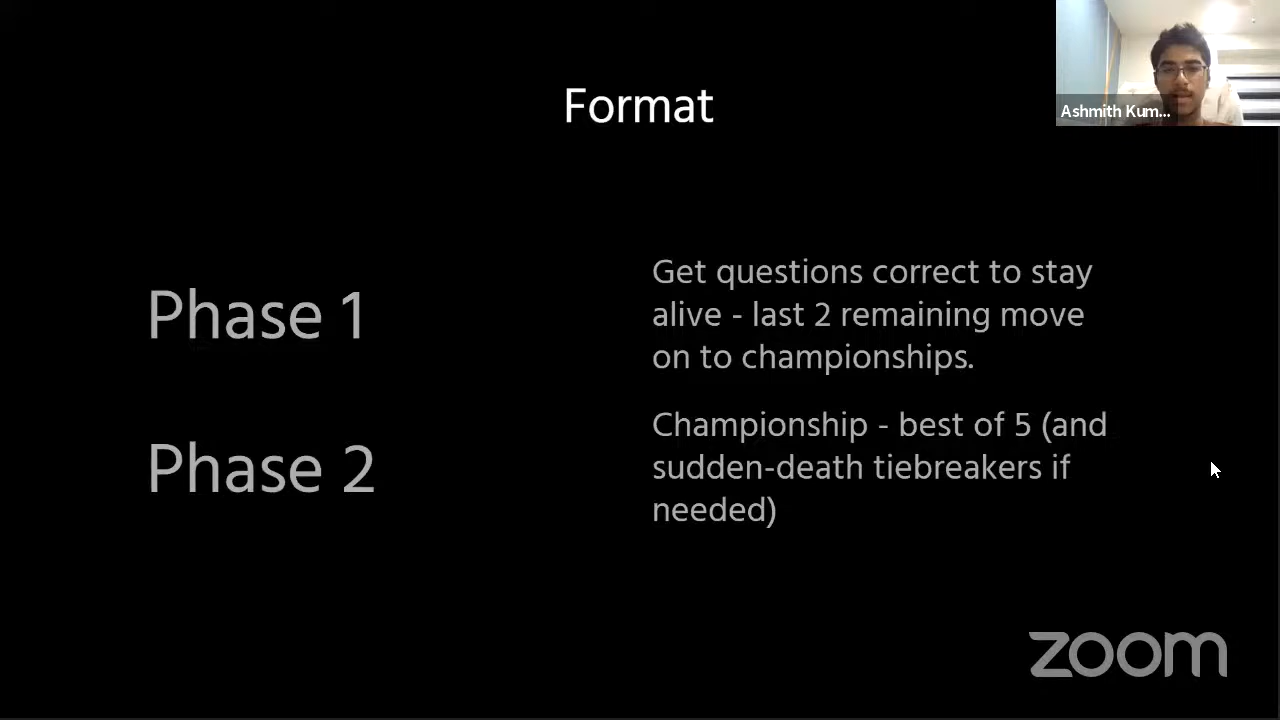 Format
Ashmith Kum...
Phase 1
Get questions correct to stay
alive - last 2 remaining move
on to championships.
Phase 2
Championship - best of 5 (and
sudden-death tiebreakers if
needed)
zoom